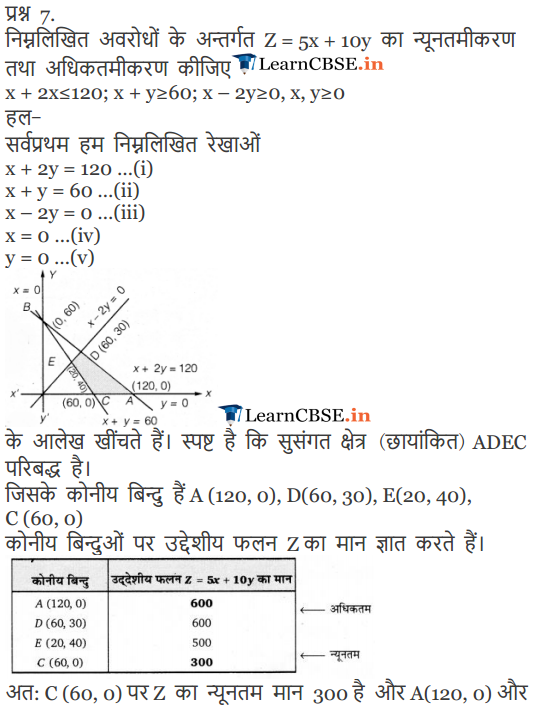 प्रश्न 7.
निम्नलिखित अवरोधों के अन्तर्गत Z = 5x + 10y का न्यूनतमीकरण
तथा अधिकतमीकरण कीजिए LearnCBSE.in
x + 2x≤120; x + y≥60; x – 2y≥0, x, y≥0
हल–
सर्वप्रथम हम निम्नलिखित रेखाओं
x + 2y = 120 ...(i)
x + y = 60 ...(ii)
x – 2y = 0 ...(iii)
x = 0 ...(iv)
y = 0 ...(v)
Y
x = 0
B
(0, 60)
x – 2y = 0
D (60, 30)
E
(20, 40)
x + 2y = 120
(120, 0)
x'
(60, 0)
C
A
y = 0
x
y'
x + y = 60
LearnCBSE.in
के आलेख खींचते हैं। स्पष्ट है कि सुसंगत क्षेत्र (छायांकित) ADEC
परिबद्ध है।
जिसके कोनीय बिन्दु हैं A (120, 0), D(60, 30), E(20, 40),
C (60, 0)
कोनीय बिन्दुओं पर उद्देशीय फलन Z का मान ज्ञात करते हैं।
कोनीय बिन्दु उद्देशीय फलन Z = 5x + 10y का मान
A (120, 0) 600 ← अधिकतम
D (60, 30) 600
E (20, 40) 500
C (60, 0) 300 ← न्यूनतम
अत: C (60, 0) पर Z का न्यूनतम मान 300 है और A(120, 0) और